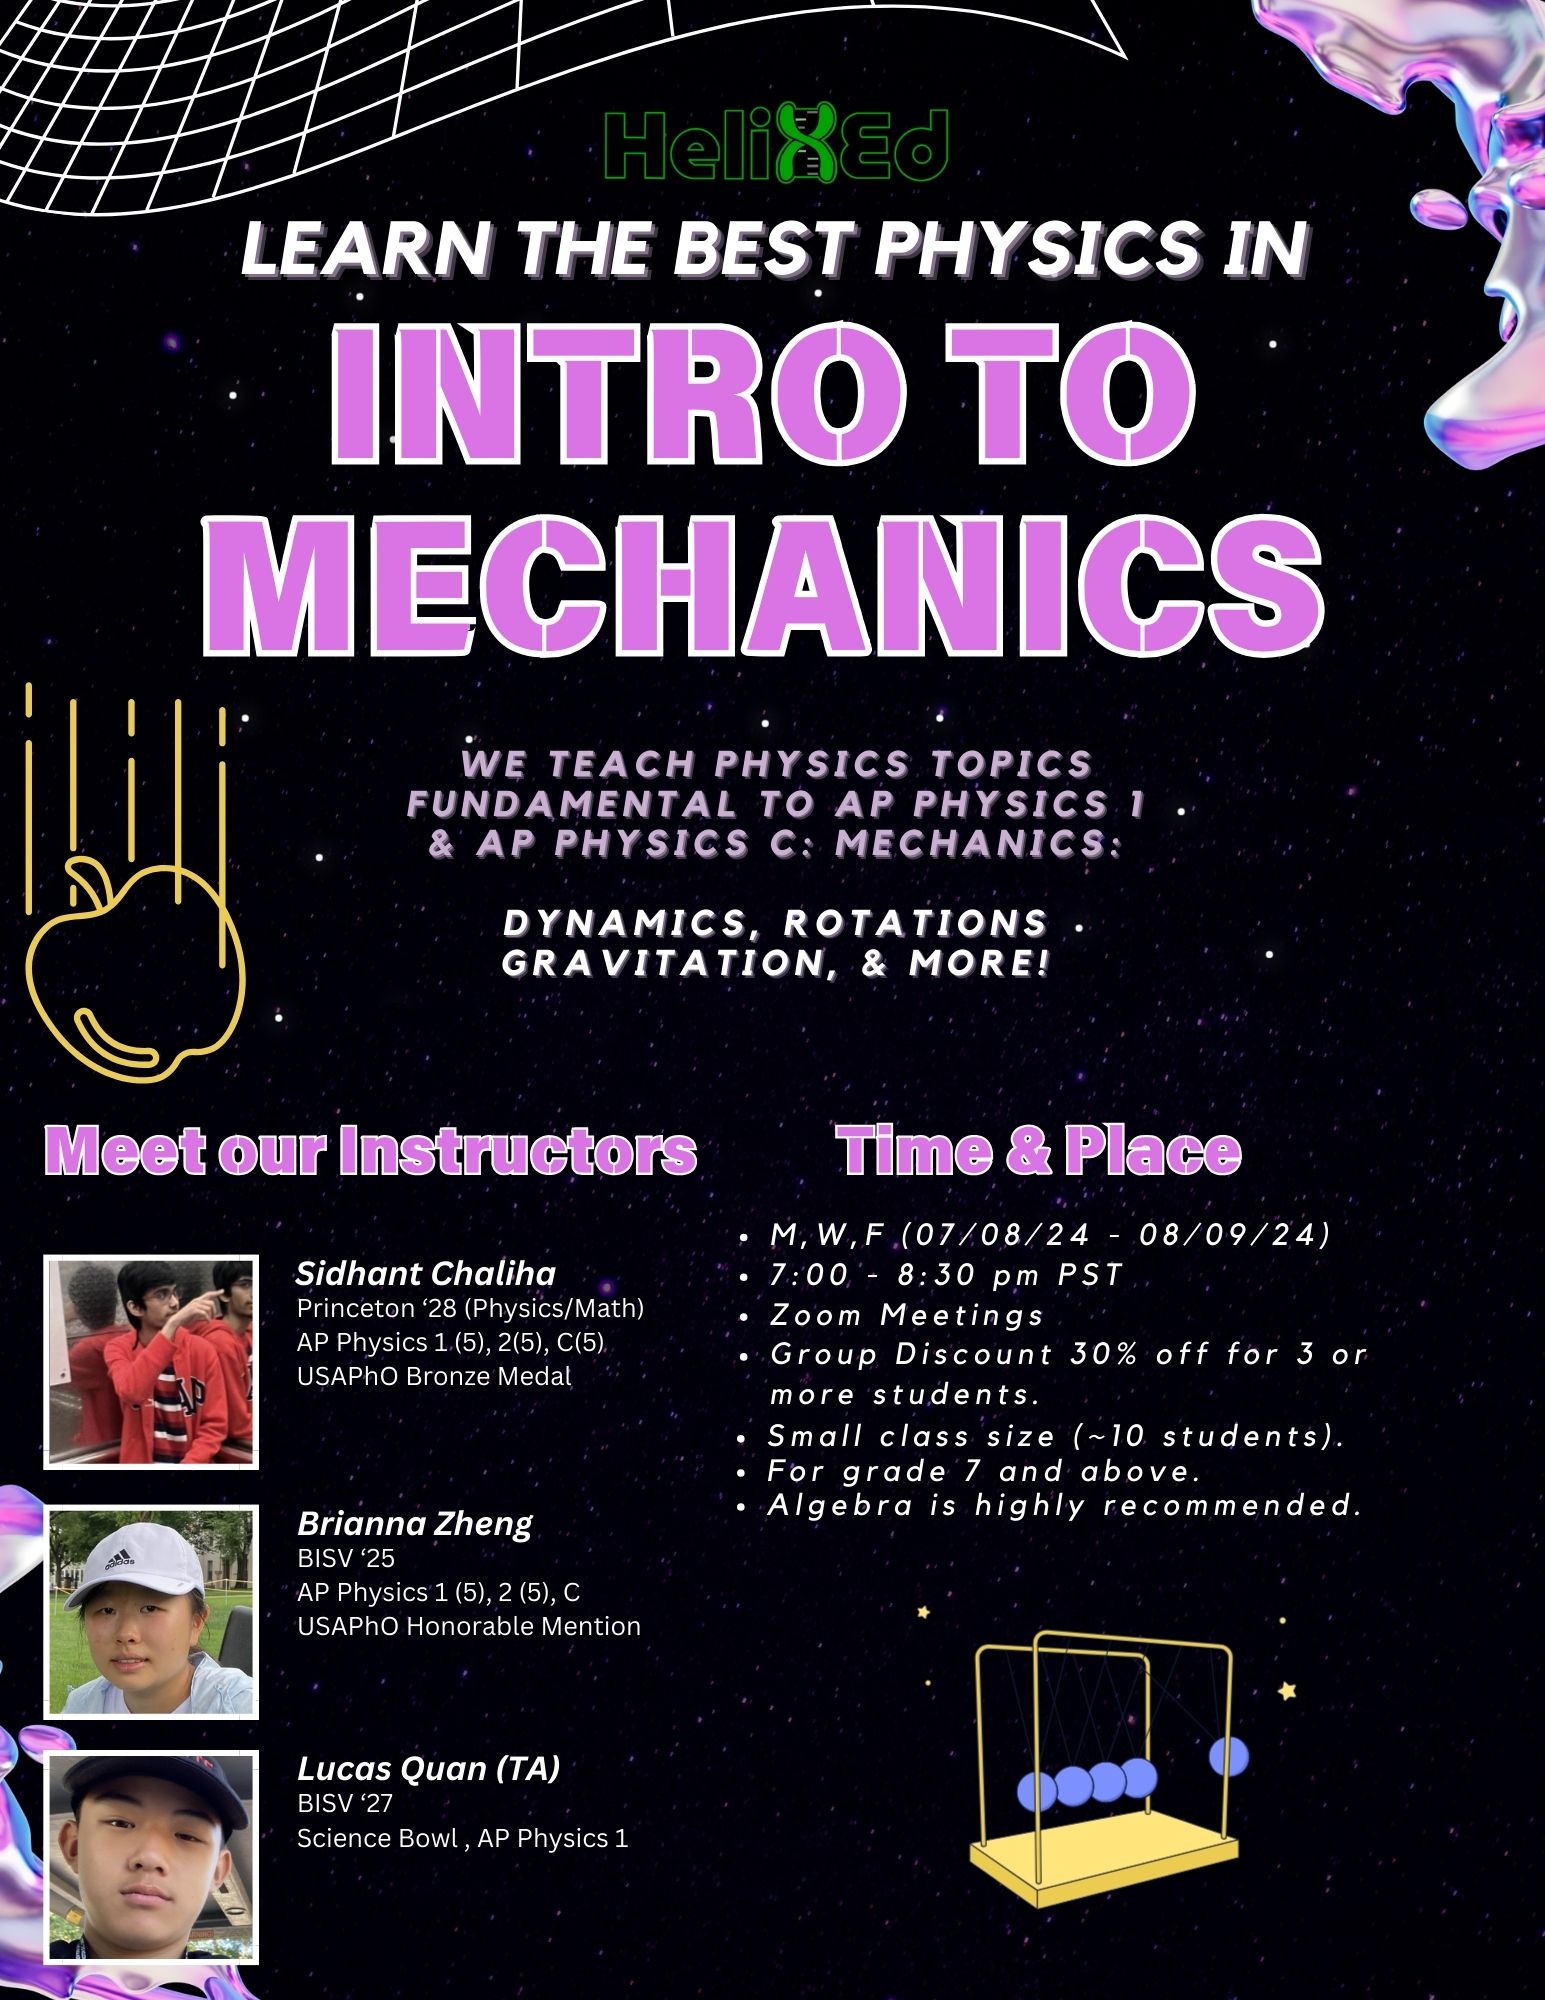 HeliXEd
LEARN THE BEST PHYSICS IN
INTRO TO
MECHANICS
WE TEACH PHYSICS TOPICS
FUNDAMENTAL TO AP PHYSICS 1
& AP PHYSICS C: MECHANICS:
DYNAMICS, ROTATIONS
GRAVITATION, & MORE!
Meet our Instructors
Sidhant Chaliha
Princeton ‘28 (Physics/Math)
AP Physics 1 (5), 2(5), C(5)
USAPhO Bronze Medal
adidas
Brianna Zheng
BISV ‘25
AP Physics 1 (5), 2 (5), C
USAPhO Honorable Mention
Lucas Quan (TA)
BISV ‘27
Science Bowl , AP Physics 1
Time & Place
• M,W,F (07/08/24 - 08/09/24)
• 7:00 - 8:30 pm PST
• Zoom Meetings
• Group Discount 30% off for 3 or
more students.
• Small class size (~10 students).
• For grade 7 and above.
• Algebra is highly recommended.